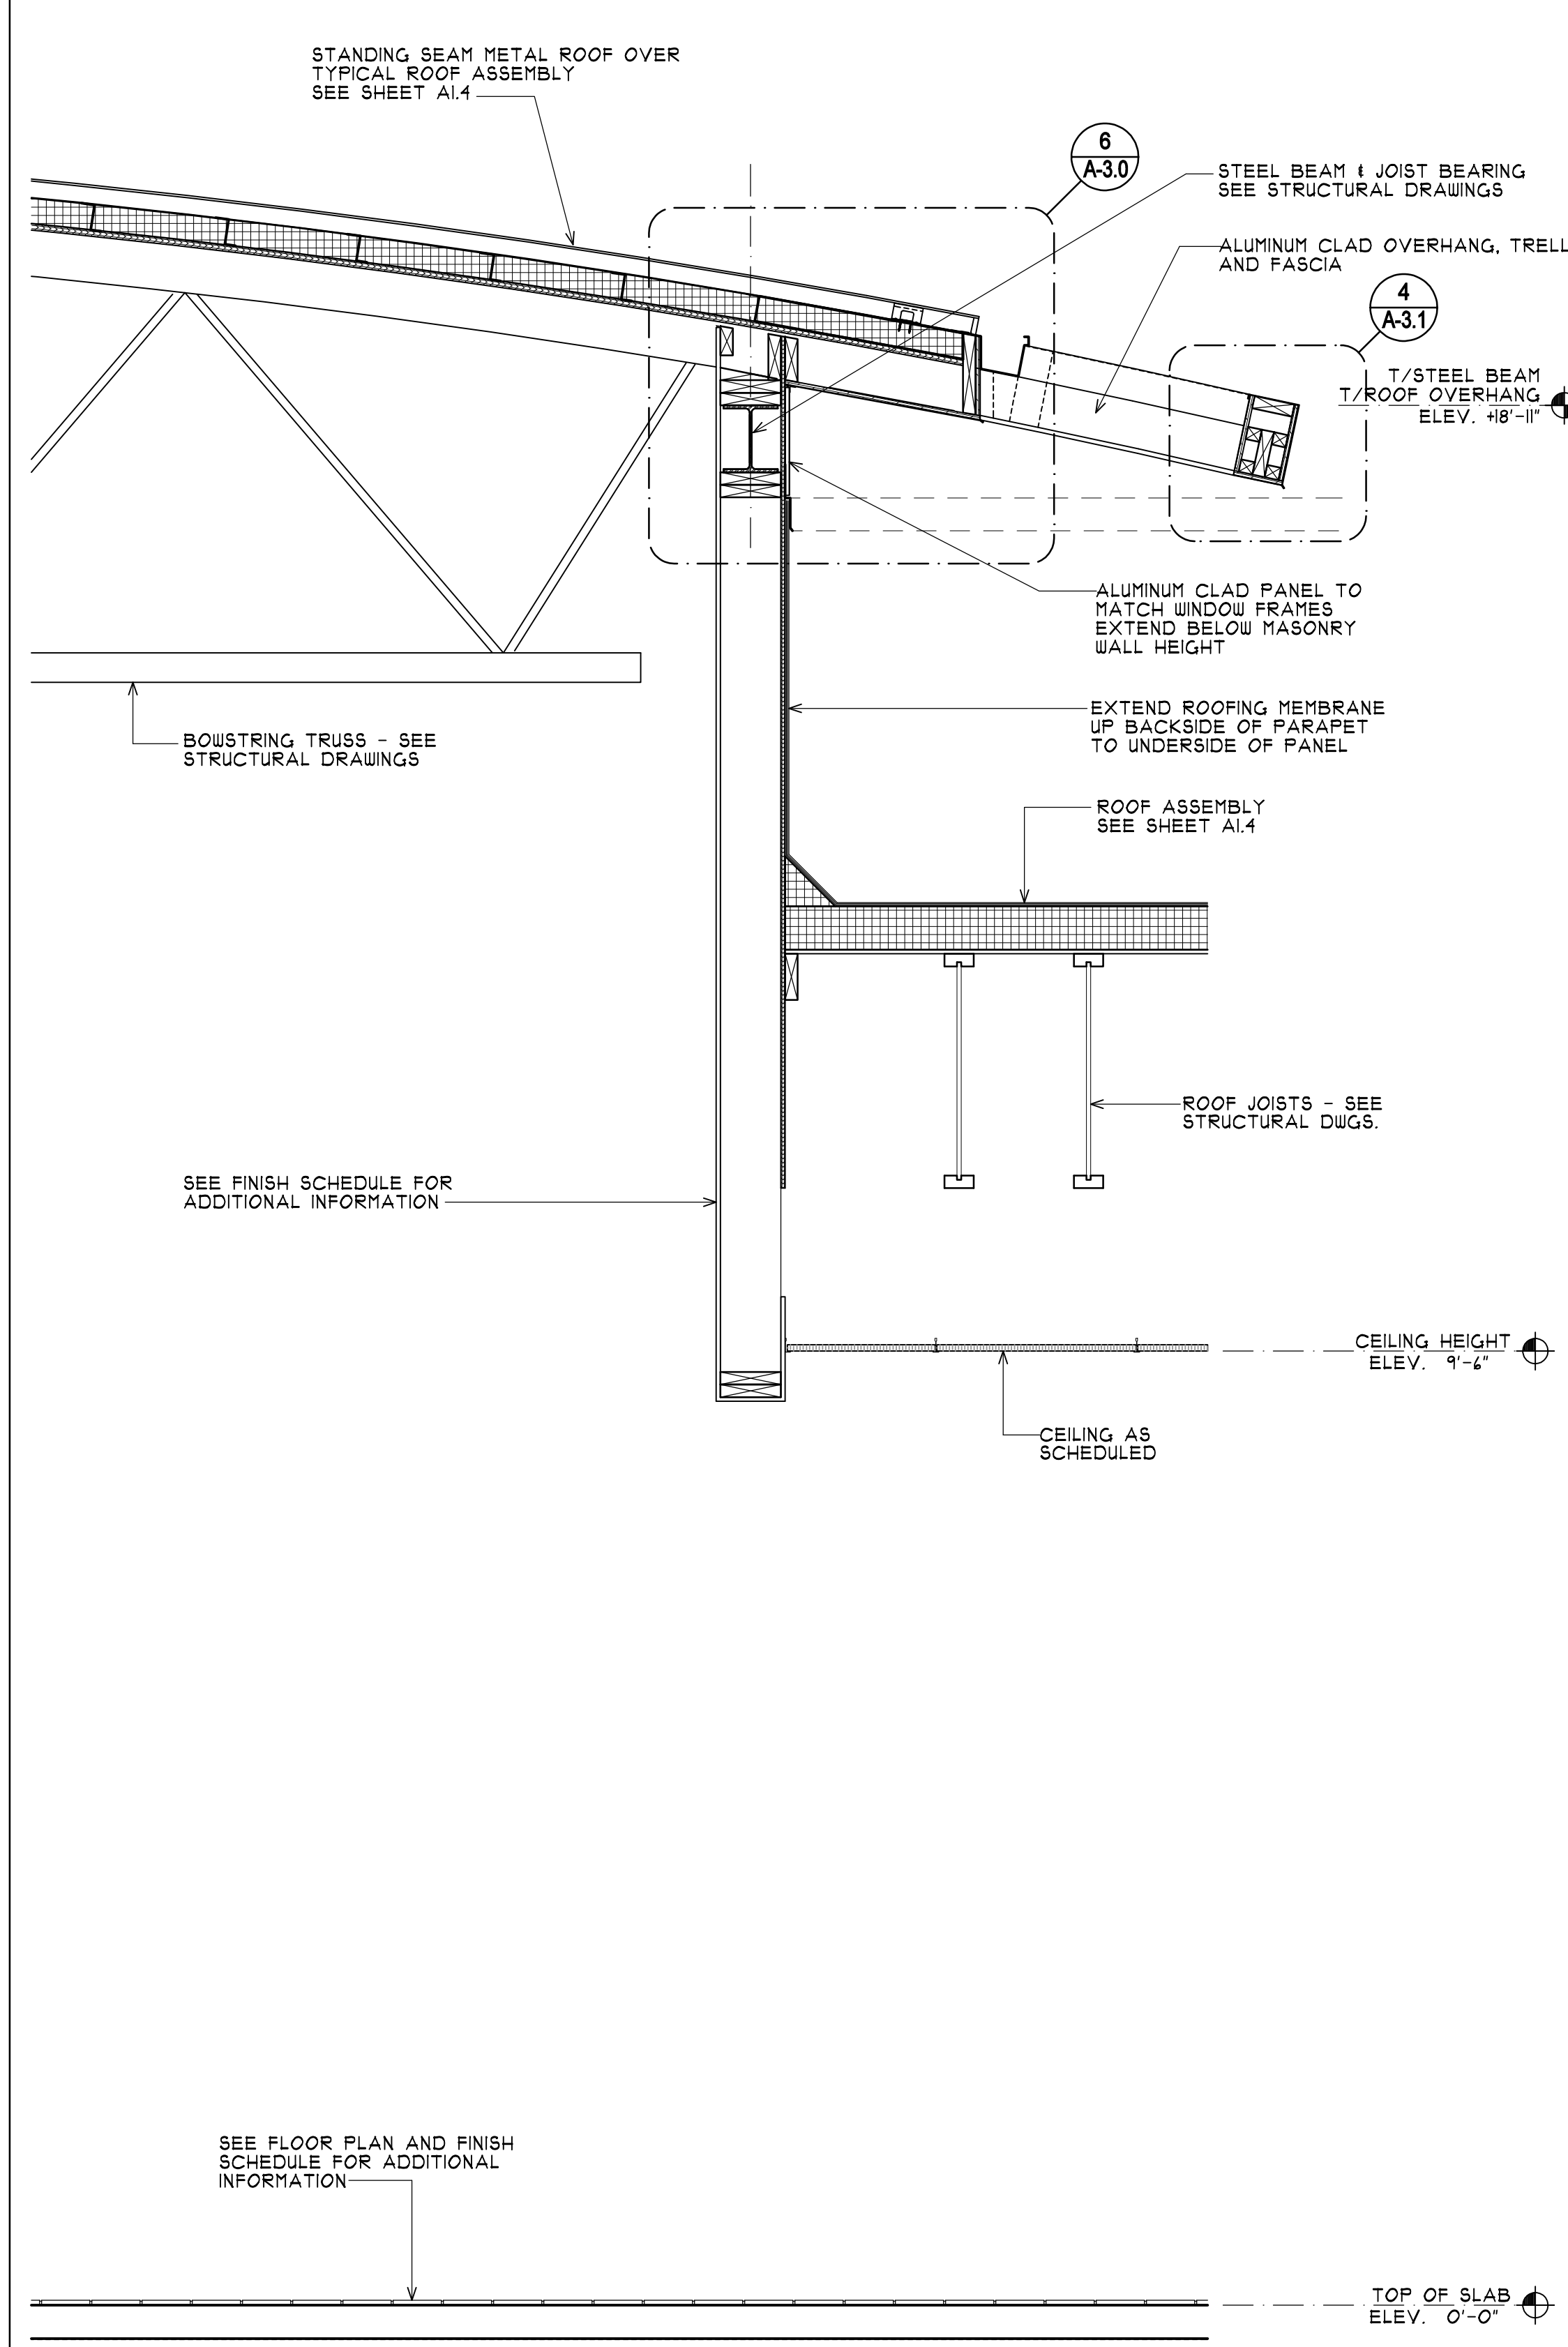 STANDING SEAM METAL ROOF OVER
TYPICAL ROOF ASSEMBLY
SEE SHEET A1.4
6
A-3.0
STEEL BEAM & JOIST BEARING
SEE STRUCTURAL DRAWINGS
ALUMINUM CLAD OVERHANG, TRELL
AND FASCIA
4
A-3.1
T/STEEL BEAM
T/ROOF OVERHANG
ELEV. +18'-11"
ALUMINUM CLAD PANEL TO
MATCH WINDOW FRAMES
EXTEND BELOW MASONRY
WALL HEIGHT
EXTEND ROOFING MEMBRANE
UP BACKSIDE OF PARAPET
TO UNDERSIDE OF PANEL
BOWSTRING TRUSS - SEE
STRUCTURAL DRAWINGS
ROOF ASSEMBLY
SEE SHEET A1.4
ROOF JOISTS - SEE
STRUCTURAL DWGS.
SEE FINISH SCHEDULE FOR
ADDITIONAL INFORMATION
CEILING HEIGHT
ELEV. 9'-6"
CEILING AS
SCHEDULED
SEE FLOOR PLAN AND FINISH
SCHEDULE FOR ADDITIONAL
INFORMATION
TOP OF SLAB
ELEV. 0'-0"